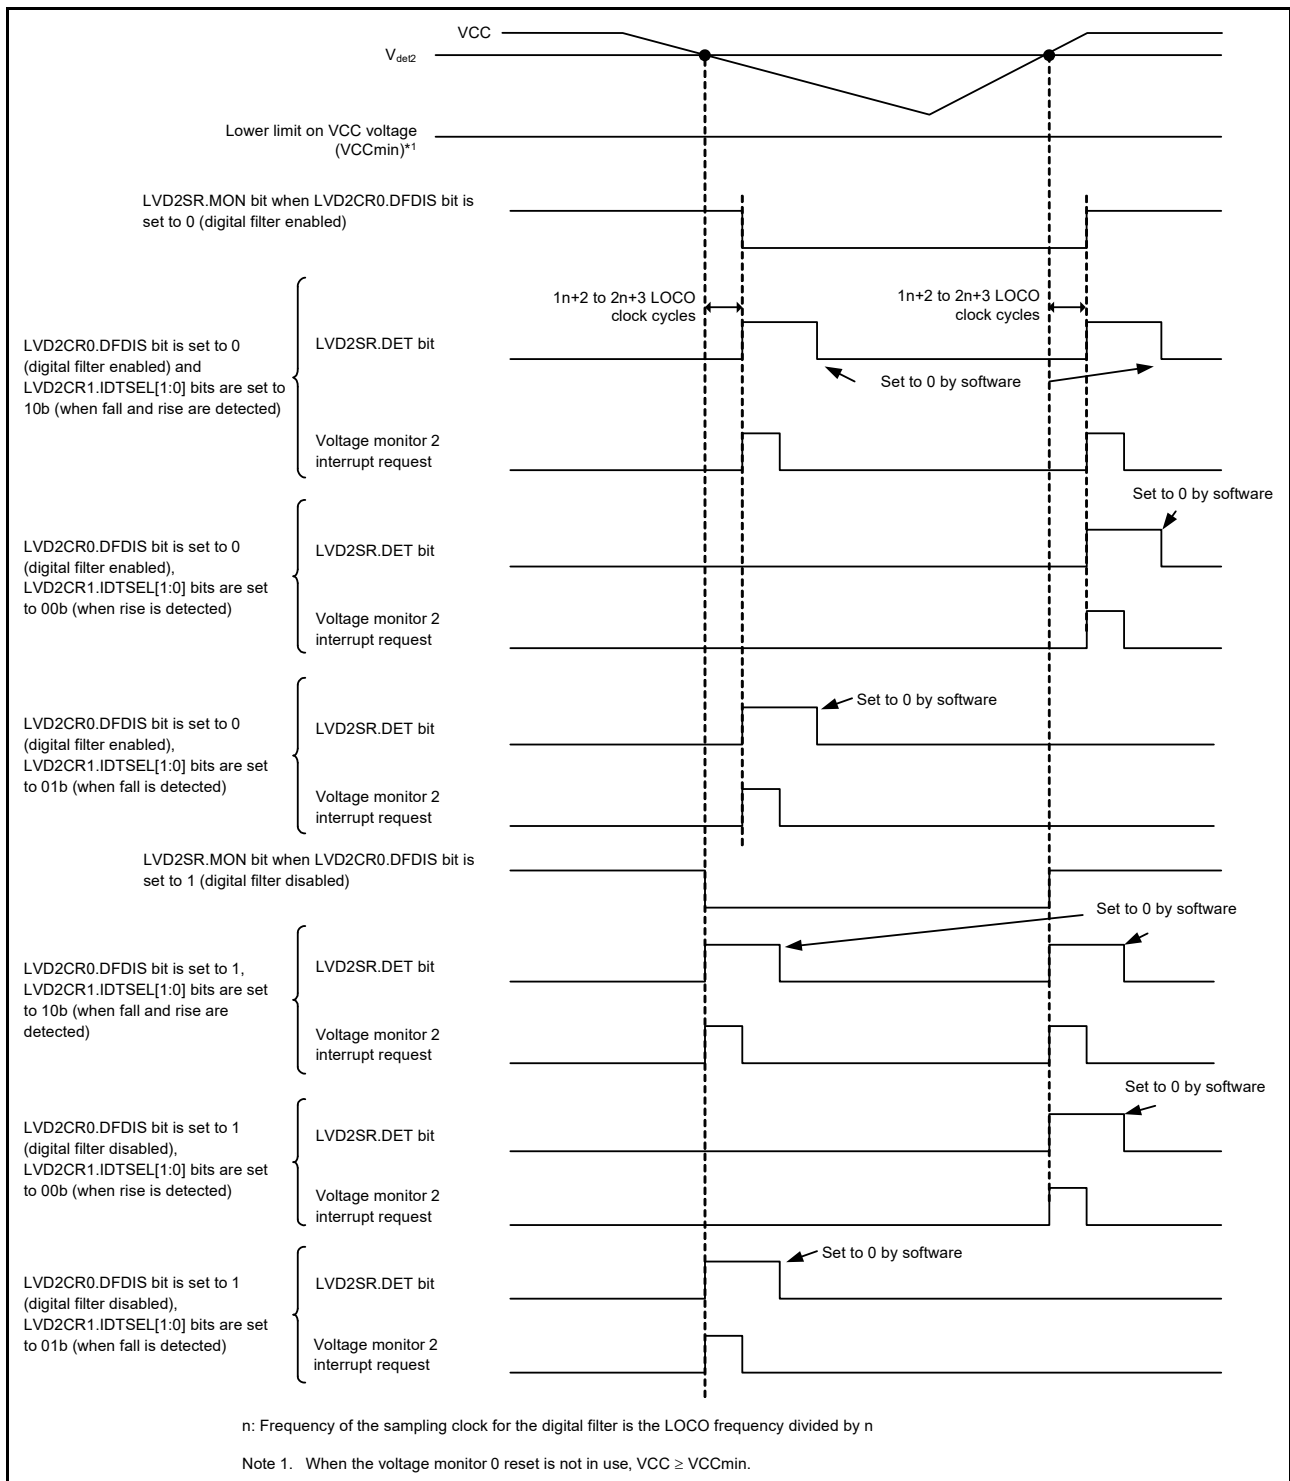 VCC
Vdet2
Lower limit on VCC voltage
(VCCmin)*1
LVD2SR.MON bit when LVD2CR0.DFDIS bit is
set to 0 (digital filter enabled)
1n+2 to 2n+3 LOCO
clock cycles
1n+2 to 2n+3 LOCO
clock cycles
LVD2CR0.DFDIS bit is set to 0
(digital filter enabled) and
LVD2CR1.IDTSEL[1:0] bits are set to
10b (when fall and rise are detected)
LVD2SR.DET bit
Set to 0 by software
Voltage monitor 2
interrupt request
Set to 0 by software
LVD2CR0.DFDIS bit is set to 0
(digital filter enabled),
LVD2CR1.IDTSEL[1:0] bits are set
to 00b (when rise is detected)
LVD2SR.DET bit
Voltage monitor 2
interrupt request
LVD2CR0.DFDIS bit is set to 0
(digital filter enabled),
LVD2CR1.IDTSEL[1:0] bits are set
to 01b (when fall is detected)
LVD2SR.DET bit
Set to 0 by software
Voltage monitor 2
interrupt request
LVD2SR.MON bit when LVD2CR0.DFDIS bit is
set to 1 (digital filter disabled)
Set to 0 by software
LVD2CR0.DFDIS bit is set to 1,
LVD2CR1.IDTSEL[1:0] bits are set
to 10b (when fall and rise are
detected)
LVD2SR.DET bit
Voltage monitor 2
interrupt request
Set to 0 by software
LVD2CR0.DFDIS bit is set to 1
(digital filter disabled),
LVD2CR1.IDTSEL[1:0] bits are set
to 00b (when rise is detected)
LVD2SR.DET bit
Voltage monitor 2
interrupt request
LVD2CR0.DFDIS bit is set to 1
(digital filter disabled),
LVD2CR1.IDTSEL[1:0] bits are set
to 01b (when fall is detected)
LVD2SR.DET bit
Set to 0 by software
Voltage monitor 2
interrupt request
n: Frequency of the sampling clock for the digital filter is the LOCO frequency divided by n
Note 1. When the voltage monitor 0 reset is not in use, VCC ≥ VCCmin.